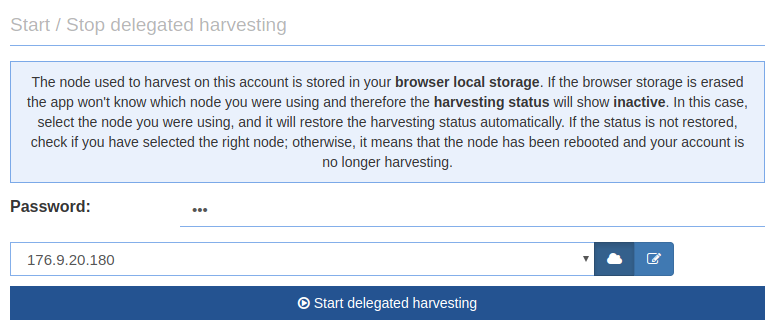 Start / Stop delegated harvesting
The node used to harvest on this account is stored in your browser local storage. If the browser storage is erased
the app won't know which node you were using and therefore the harvesting status will show inactive. In this case,
select the node you were using, and it will restore the harvesting status automatically. If the status is not restored,
check if you have selected the right node; otherwise, it means that the node has been rebooted and your account is
no longer harvesting.
Password: •••
176.9.20.180
Start delegated harvesting